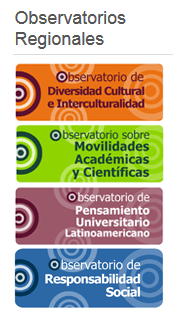 Observatorios
Regionales
Observatorio de
Diversidad Cultural
e Interculturalidad
Observatorio sobre
Movilidades
Académicas
y Científicas
Observatorio de
Pensamiento
Universitario
Latinoamericano
Observatorio de
Responsabilidad
Social